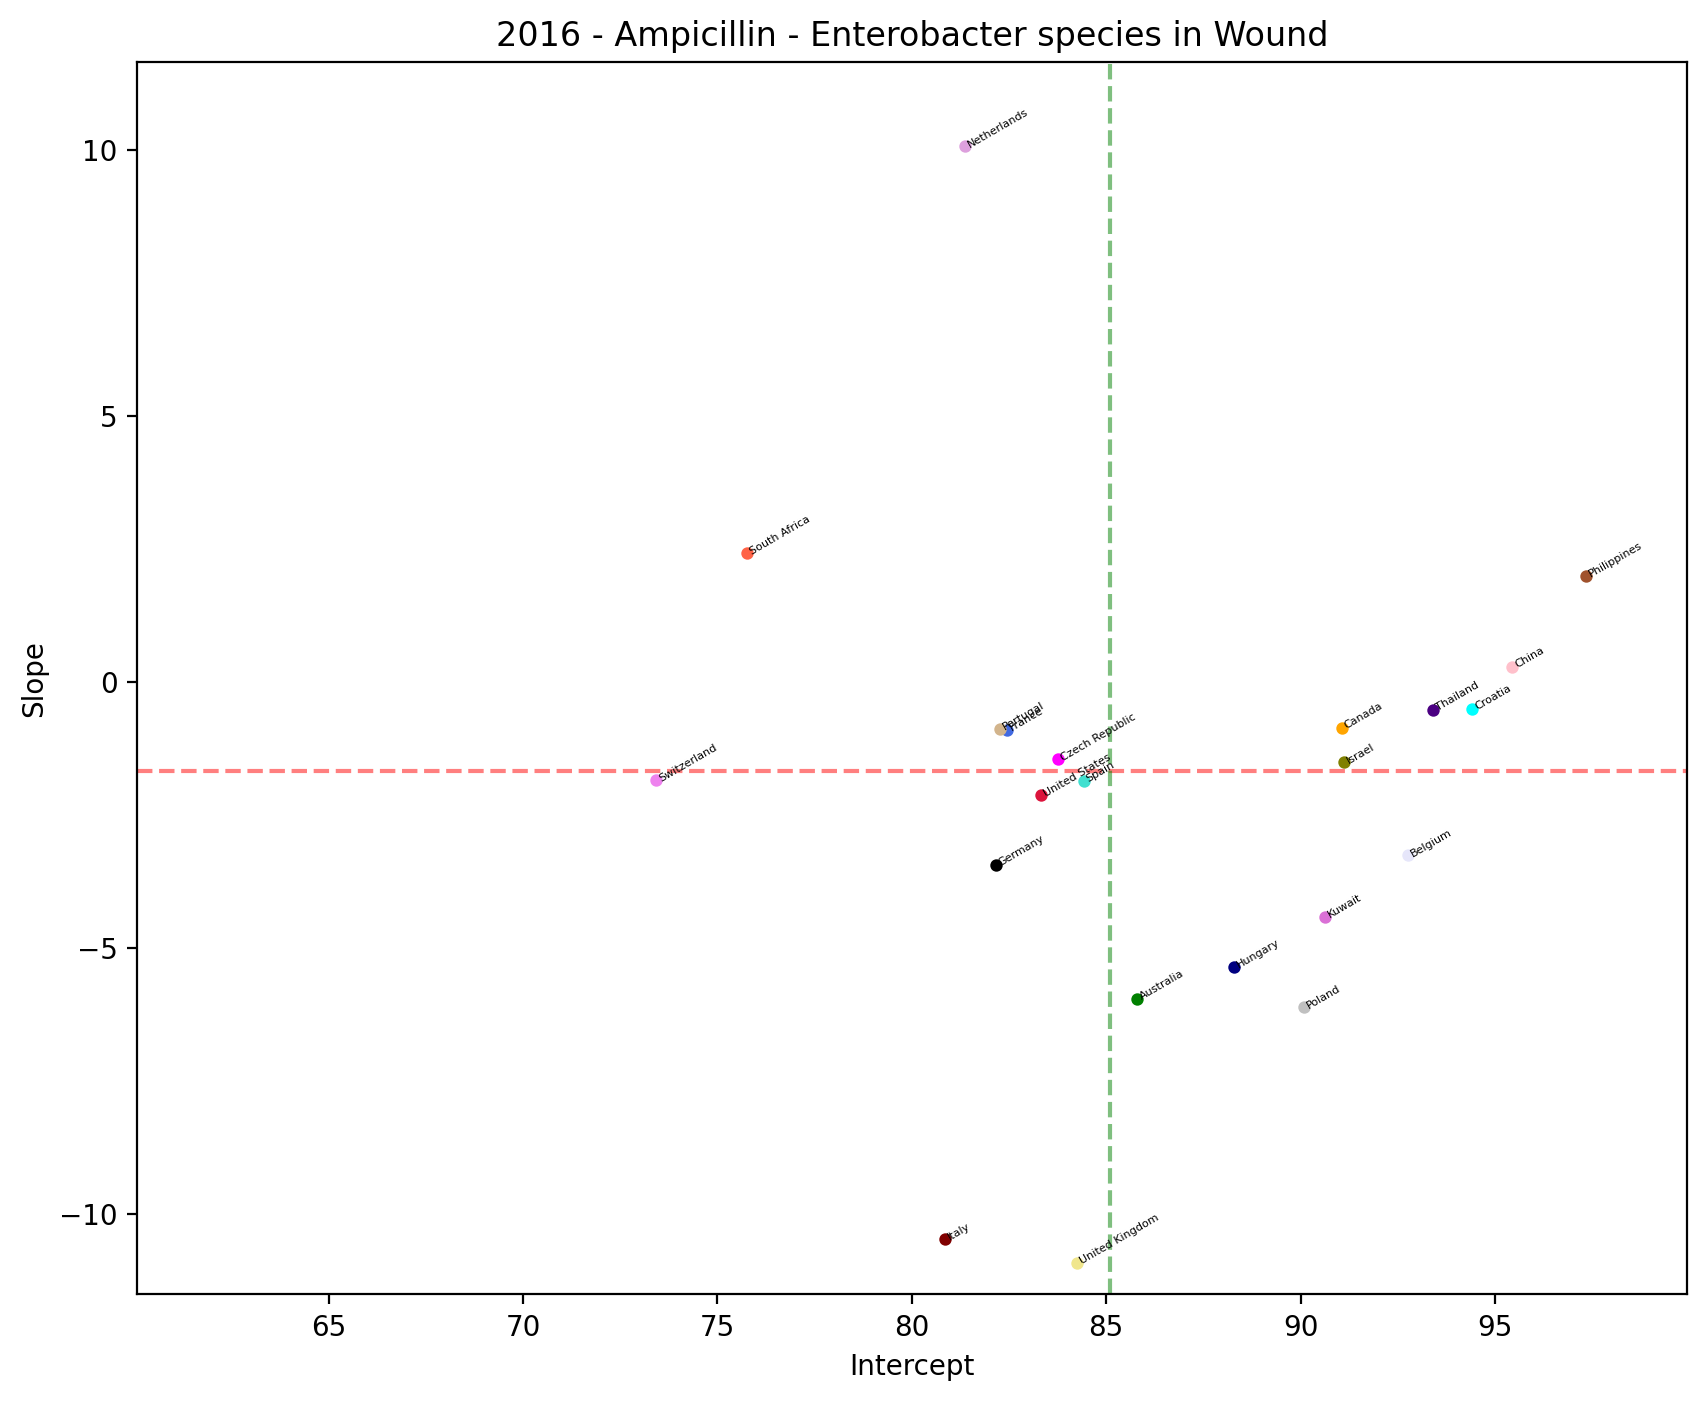 2016 - Ampicillin - Enterobacter species in Wound
10
5
0
−5
−10
Slope
Netherlands
South Africa
Philippines
China
Thailand
Croatia
Portugal
France
Canada
Czech Republic
Israel
Switzerland
United States
Spain
Germany
Belgium
Kuwait
Hungary
Australia
Poland
Italy
United Kingdom
65
70
75
80
85
90
95
Intercept